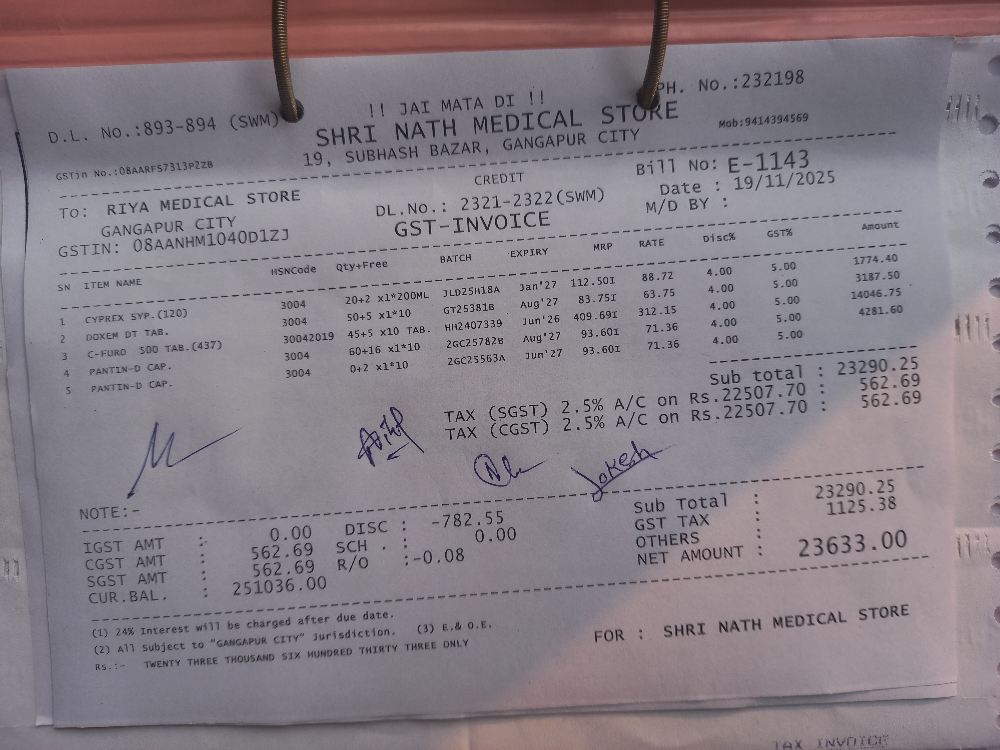 !! JAI MATA DI !!
D.L. No.:893-894 (SWM) PH. No.:232198
SHRI NATH MEDICAL STORE
GSTin No.:08AARFS7313P2ZB 19, SUBHASH BAZAR, GANGAPUR CITY Mob:9414394569
CREDIT
To: RIYA MEDICAL STORE DL.No.: 2321-2322(SWM) Bill No: E-1143
GANGAPUR CITY Date : 19/11/2025
GSTIN: 08AANHM1040D1ZJ GST-INVOICE M/D BY :
SN ITEM NAME HSNCode Qty+Free BATCH EXPIRY MRP RATE Disc% GST% Amount
1 CYPREX SYP.(120) 3004 20+2 x1*200ML JLD25H18A Jan'27 112.50I 88.72 4.00 5.00 1774.40
2 DOXEM DT TAB. 3004 50+5 x1*10 GT25381B Aug'27 83.75I 63.75 4.00 5.00 3187.50
3 C-FURO 500 TAB.(437) 30042019 45+5 x10 TAB. HH2407339 Jun'26 409.69I 312.15 4.00 5.00 14046.75
4 PANTIN-D CAP. 3004 60+16 x1*10 2GC25782B Aug'27 93.60I 71.36 4.00 5.00 4281.60
5 PANTIN-D CAP. 3004 0+2 x1*10 2GC25563A Jun'27 93.60I 71.36 4.00 5.00
Sub total : 23290.25
TAX (SGST) 2.5% A/C on Rs.22507.70 : 562.69
TAX (CGST) 2.5% A/C on Rs.22507.70 : 562.69
Lokesh
NOTE:-
IGST AMT : 0.00 DISC : -782.55 Sub Total : 23290.25
CGST AMT : 562.69 SCH . : 0.00 GST TAX : 1125.38
SGST AMT : 562.69 R/O :-0.08 OTHERS :
CUR.BAL. : 251036.00 NET AMOUNT : 23633.00
(1) 24% Interest will be charged after due date.
(2) All Subject to "GANGAPUR CITY" Jurisdiction. (3) E.& O.E.
Rs.:- TWENTY THREE THOUSAND SIX HUNDRED THIRTY THREE ONLY
FOR : SHRI NATH MEDICAL STORE
TAX INVOICE